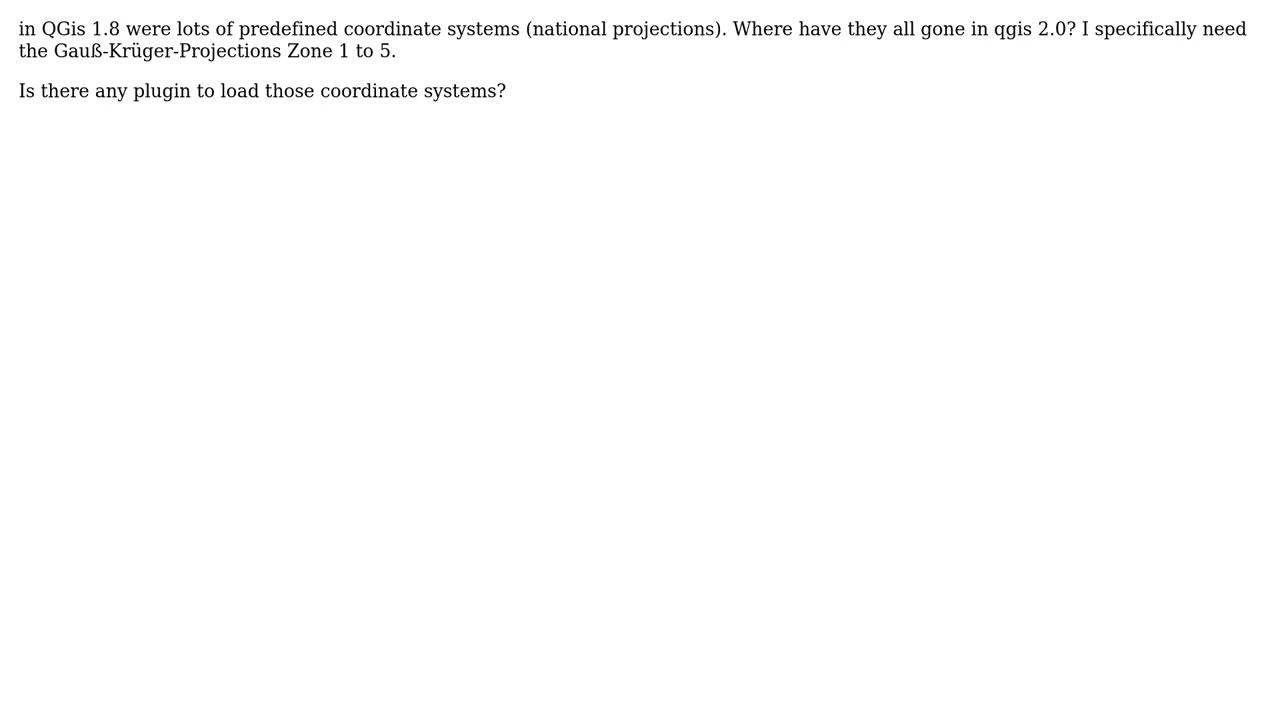 in QGis 1.8 were lots of predefined coordinate systems (national projections). Where have they all gone in qgis 2.0? I specifically need
the Gauß-Krüger-Projections Zone 1 to 5.
Is there any plugin to load those coordinate systems?